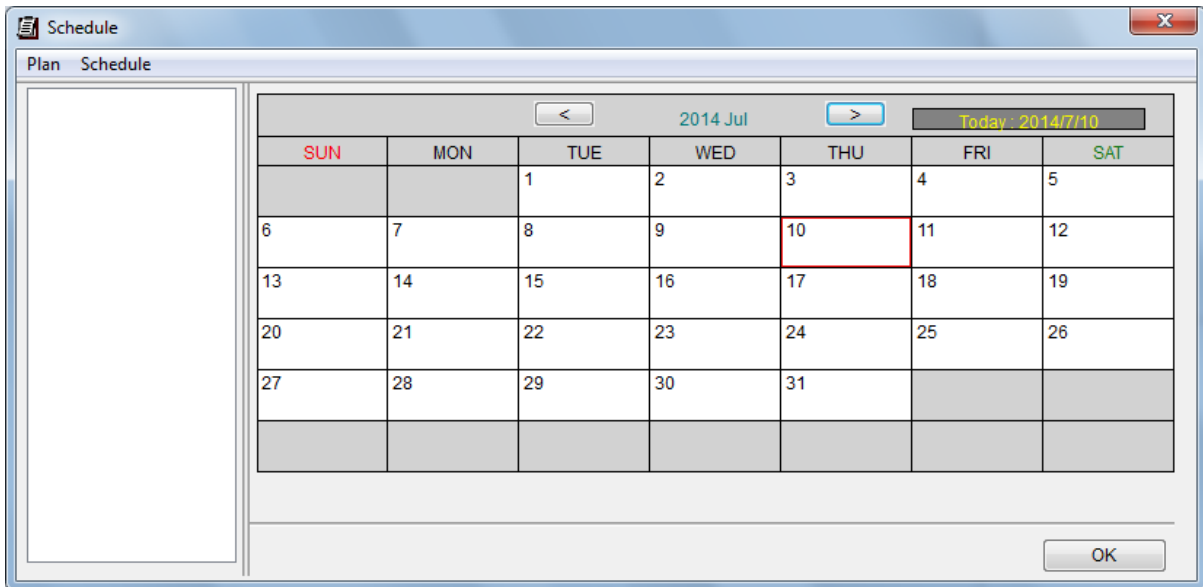 Schedule
Plan Schedule
< 2014 Jul > Today : 2014/7/10
SUN MON TUE WED THU FRI SAT
1 2 3 4 5
6 7 8 9 10 11 12
13 14 15 16 17 18 19
20 21 22 23 24 25 26
27 28 29 30 31
OK